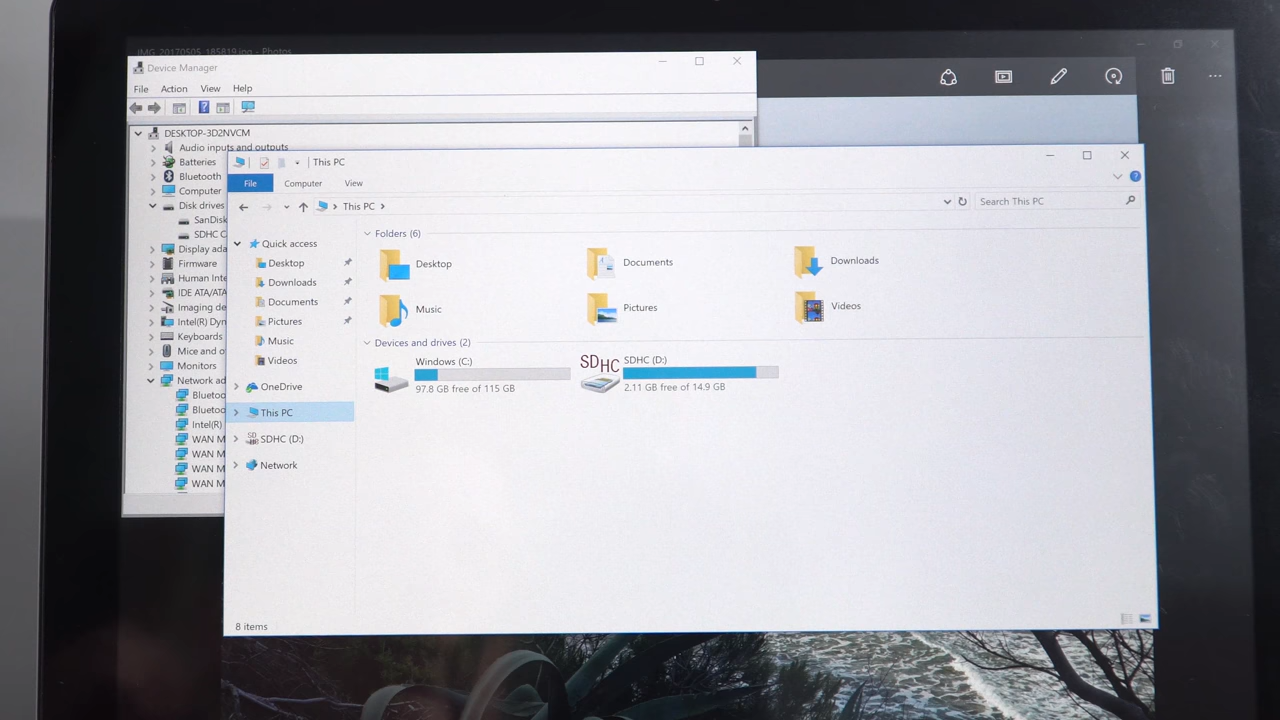 IMG_20170505_185819.jpg - Photos
Device Manager
File Action View Help
DESKTOP-3D2NVCM
Audio inputs and outputs
Batteries
Bluetooth
Computer
Disk drives
SanDisk
SDHC C
Display ada
Firmware
Human Inte
IDE ATA/ATA
Imaging de
Intel(R) Dyn
Keyboards
Mice and o
Monitors
Network ad
Bluetoo
Bluetoo
Intel(R)
WAN M
WAN M
WAN M
WAN M
This PC
File Computer View
This PC
Search This PC
Quick access
Desktop
Downloads
Documents
Pictures
Music
Videos
OneDrive
This PC
SDHC (D:)
Network
Folders (6)
Desktop Documents Downloads
Music Pictures Videos
Devices and drives (2)
Windows (C:)
97.8 GB free of 115 GB
SDHC
SDHC (D:)
2.11 GB free of 14.9 GB
8 items